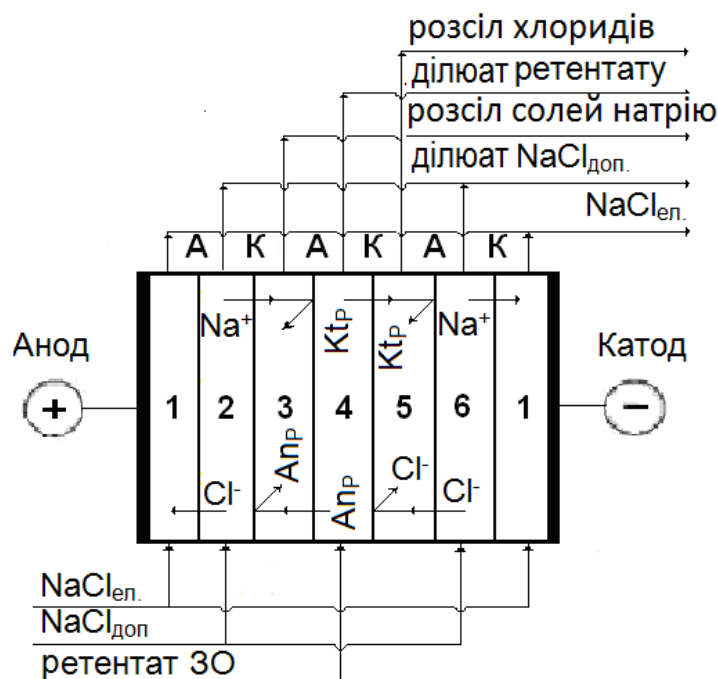 розсіл хлоридів
ділюат ретентату
розсіл солей натрію
ділюат NaClдоп.
NaClел.
А К А К А К
Na⁺ Ktр Ktр Na⁺
Анод Катод
+ 1 2 3 4 5 6 1 −
Cl⁻ Anр Anр Cl⁻ Cl⁻
NaClел.
NaClдоп
ретентат ЗО